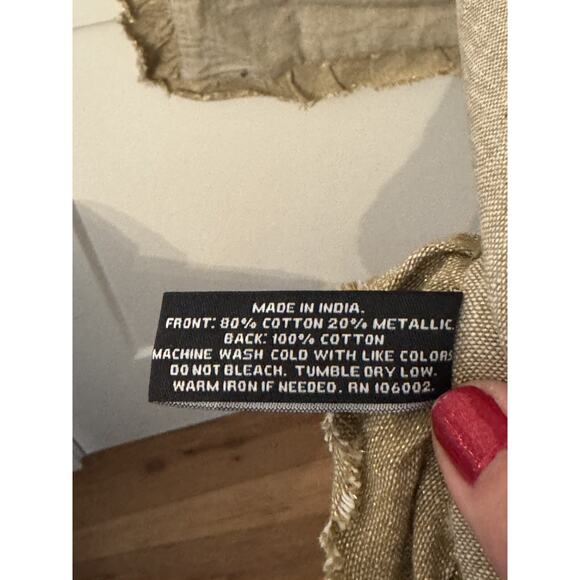 MADE IN INDIA.
FRONT: 80% COTTON 20% METALLIC.
BACK: 100% COTTON
MACHINE WASH COLD WITH LIKE COLORS
DO NOT BLEACH. TUMBLE DRY LOW.
WARM IRON IF NEEDED. RN 106002.